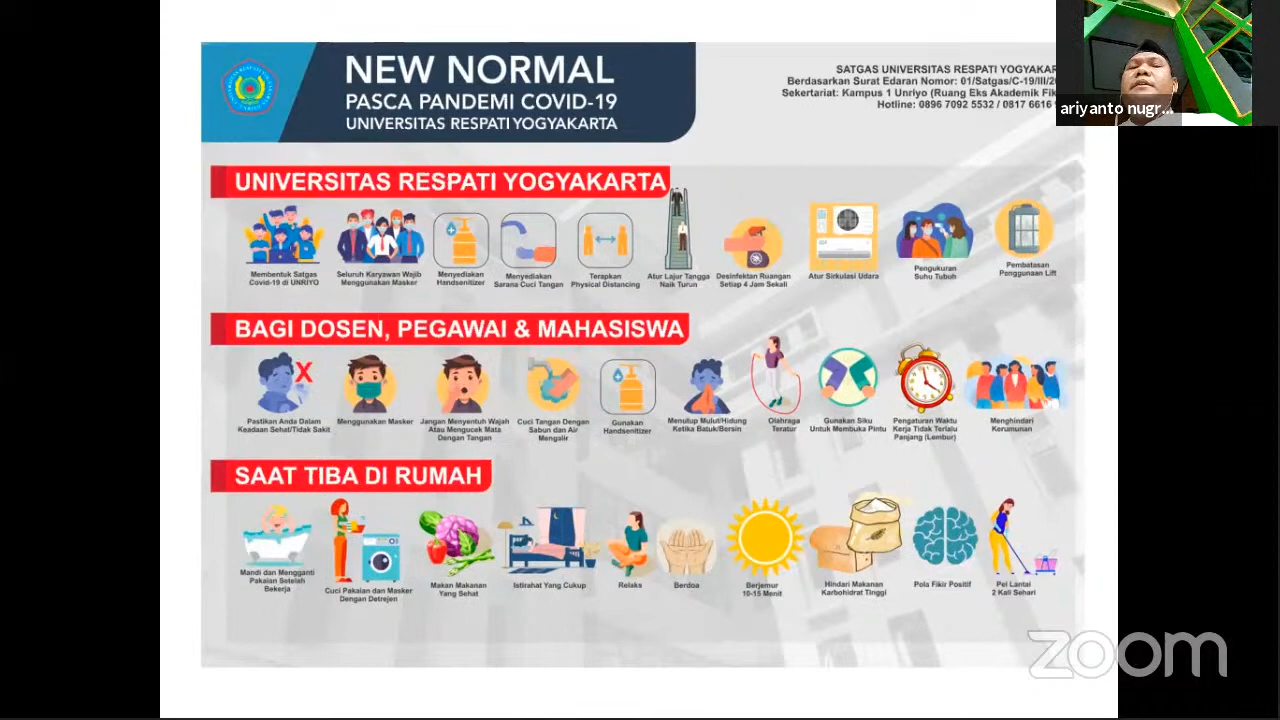 NEW NORMAL
PASCA PANDEMI COVID-19
UNIVERSITAS RESPATI YOGYAKARTA
SATGAS UNIVERSITAS RESPATI YOGYAKAR
Berdasarkan Surat Edaran Nomor: 01/Satgas/C-19/III/20
Sekertariat: Kampus 1 Unriyo (Ruang Eks Akademik Fik
Hotline: 0896 7092 5532 / 0817 6616
ariyanto nugr...
UNIVERSITAS RESPATI YOGYAKARTA
Membentuk Satgas
Covid-19 di UNRIYO
Seluruh Karyawan Wajib
Menggunakan Masker
Menyediakan
Handsenitizer
Menyediakan
Sarana Cuci Tangan
Terapkan
Physical Distancing
Atur Lajur Tangga
Naik Turun
Desinfektan Ruangan
Setiap 4 Jam Sekali
Atur Sirkulasi Udara
Pengukuran
Suhu Tubuh
Pembatasan
Penggunaan Lift
BAGI DOSEN, PEGAWAI & MAHASISWA
X
Pastikan Anda Dalam
Keadaan Sehat/Tidak Sakit
Menggunakan Masker
Jangan Menyentuh Wajah
Atau Mengucek Mata
Dengan Tangan
Cuci Tangan Dengan
Sabun dan Air
Mengalir
Gunakan
Handsenitizer
Menutup Mulut/Hidung
Ketika Batuk/Bersin
Olahraga
Teratur
Gunakan Siku
Untuk Membuka Pintu
Pengaturan Waktu
Kerja Tidak Terlalu
Panjang (Lembur)
Menghindari
Kerumunan
SAAT TIBA DI RUMAH
Mandi dan Mengganti
Pakaian Setelah
Bekerja
Cuci Pakaian dan Masker
Dengan Detrejen
Makan Makanan
Yang Sehat
Istirahat Yang Cukup
Relaks
Berdoa
Berjemur
10-15 Menit
Hindari Makanan
Karbohidrat Tinggi
Pola Fikir Positif
Pel Lantai
2 Kali Sehari
zoom